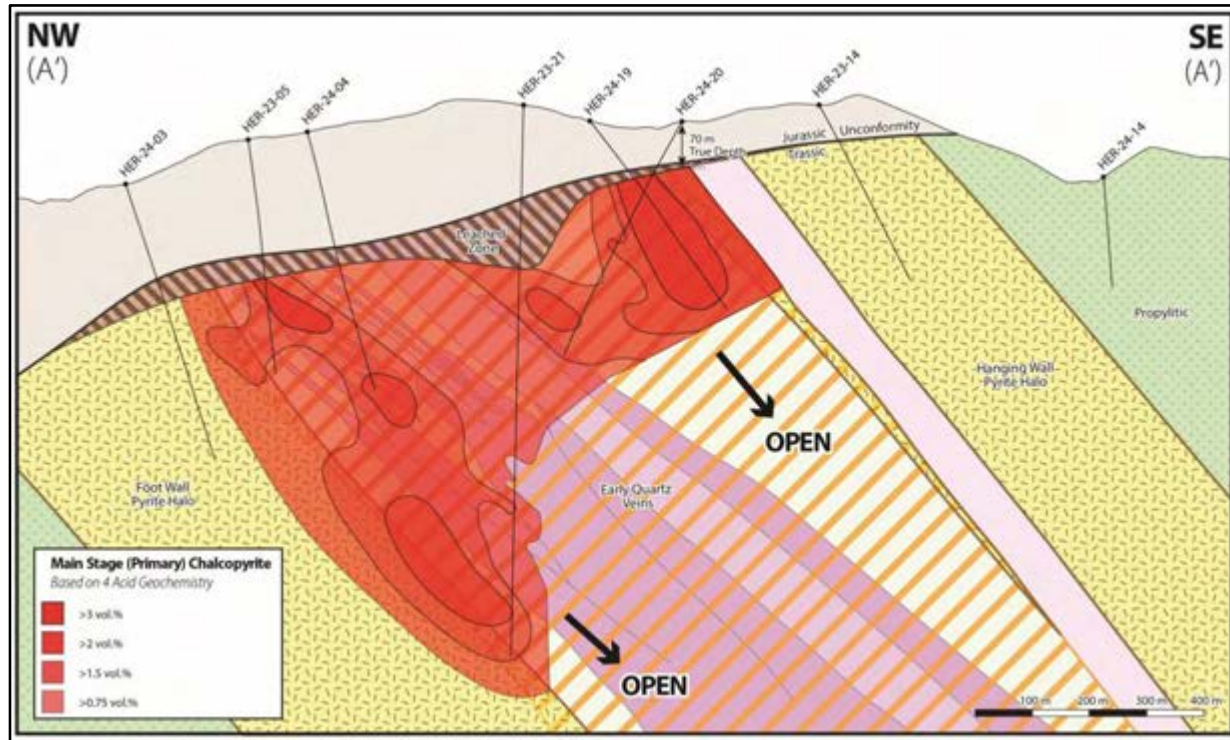 NW
(A')
SE
(A')
HER-24-03
HER-23-05
HER-24-04
HER-23-21
HER-24-19
HER-24-20
HER-23-14
HER-24-14
70 m
True Depth
Jurassic
Unconformity
Trassic
Leached
Zone
Propylitic
Hanging Wall
Pyrite Halo
OPEN
Foot Wall
Pyrite Halo
Early Quartz
Veins
OPEN
Main Stage (Primary) Chalcopyrite
Based on 4 Acid Geochemistry
>3 vol.%
>2 vol.%
>1.5 vol.%
>0.75 vol.%
100 m
200 m
300 m
400 m